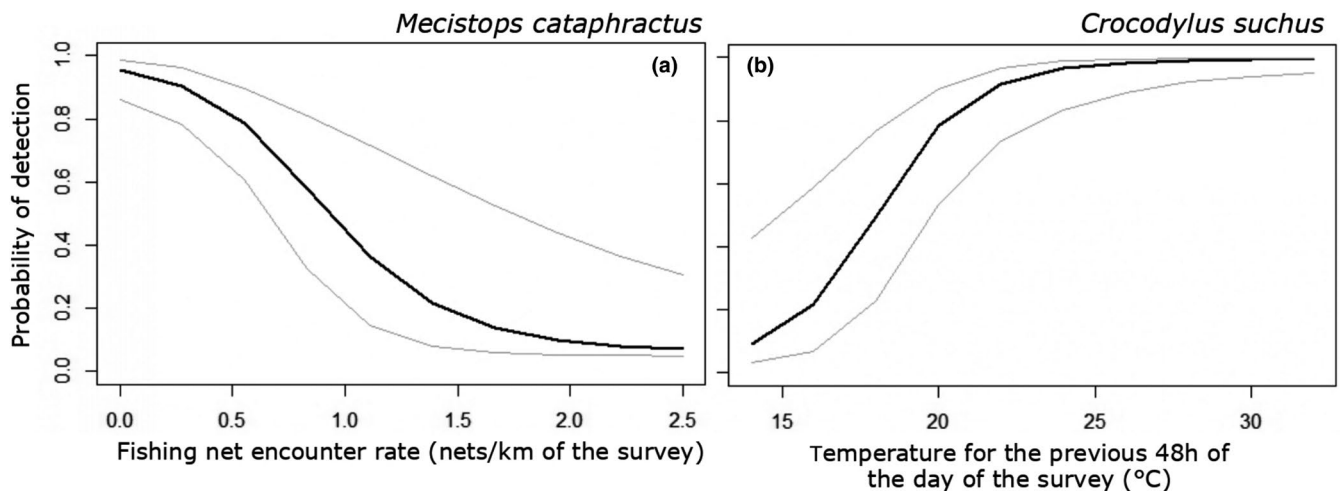 Mecistops cataphractus
Crocodylus suchus
(a)
(b)
Probability of detection
1.0
0.8
0.6
0.4
0.2
0.0
0.0 0.5 1.0 1.5 2.0 2.5
15 20 25 30
Fishing net encounter rate (nets/km of the survey)
Temperature for the previous 48h of
the day of the survey (°C)